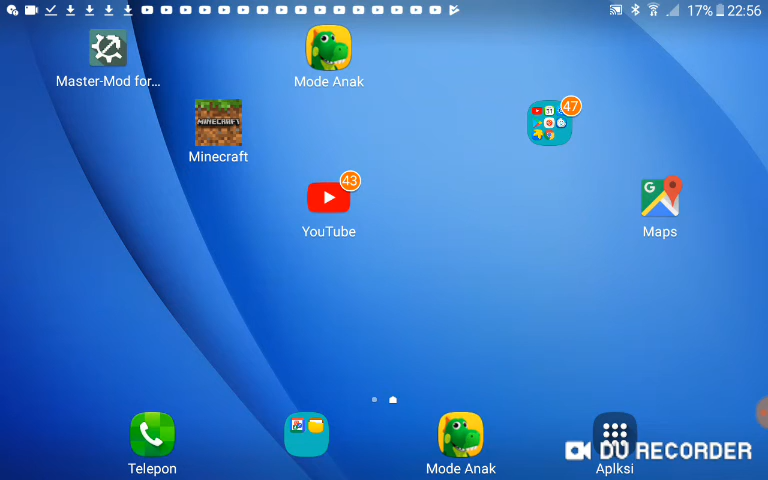 17% 22:56
Master-Mod for...
Mode Anak
MINECRAFT
47
Minecraft
43
G
YouTube
Maps
Telepon
Mode Anak
Aplksi
DU RECORDER